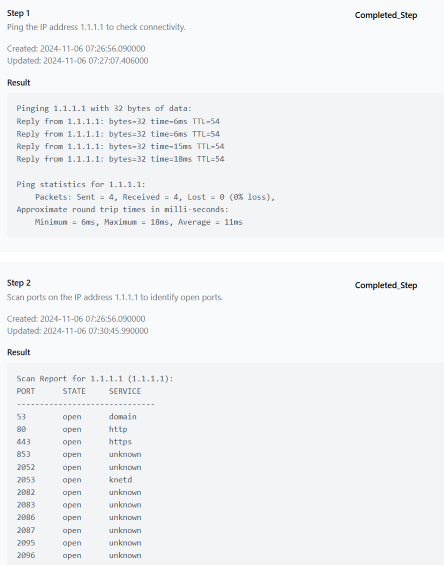 Step 1
Completed_Step
Ping the IP address 1.1.1.1 to check connectivity.
Created: 2024-11-06 07:26:56.090000
Updated: 2024-11-06 07:27:07.406000
Result
Pinging 1.1.1.1 with 32 bytes of data:
Reply from 1.1.1.1: bytes=32 time=6ms TTL=54
Reply from 1.1.1.1: bytes=32 time=6ms TTL=54
Reply from 1.1.1.1: bytes=32 time=15ms TTL=54
Reply from 1.1.1.1: bytes=32 time=18ms TTL=54
Ping statistics for 1.1.1.1:
Packets: Sent = 4, Received = 4, Lost = 0 (0% loss),
Approximate round trip times in milli-seconds:
Minimum = 6ms, Maximum = 18ms, Average = 11ms
Step 2
Completed_Step
Scan ports on the IP address 1.1.1.1 to identify open ports.
Created: 2024-11-06 07:26:56.090000
Updated: 2024-11-06 07:30:45.990000
Result
Scan Report for 1.1.1.1 (1.1.1.1):
PORT STATE SERVICE
------------------------------
53 open domain
80 open http
443 open https
853 open unknown
2052 open unknown
2053 open knetd
2082 open unknown
2083 open unknown
2086 open unknown
2087 open unknown
2095 open unknown
2096 open unknown